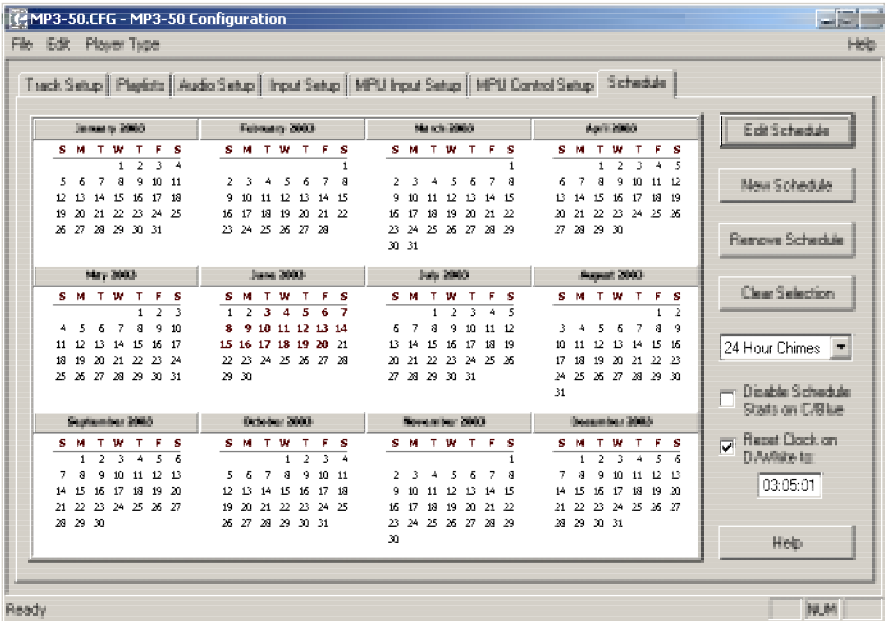 MP3-50.CFG - MP3-50 Configuration
File Edit Player Type Help
Track Setup Playlists Audio Setup Input Setup MPU Input Setup MPU Control Setup Schedule
January 2003
S M T W T F S
1 2 3 4
5 6 7 8 9 10 11
12 13 14 15 16 17 18
19 20 21 22 23 24 25
26 27 28 29 30 31
February 2003
S M T W T F S
1
2 3 4 5 6 7 8
9 10 11 12 13 14 15
16 17 18 19 20 21 22
23 24 25 26 27 28
March 2003
S M T W T F S
1
2 3 4 5 6 7 8
9 10 11 12 13 14 15
16 17 18 19 20 21 22
23 24 25 26 27 28 29
30 31
April 2003
S M T W T F S
1 2 3 4 5
6 7 8 9 10 11 12
13 14 15 16 17 18 19
20 21 22 23 24 25 26
27 28 29 30
May 2003
S M T W T F S
1 2 3
4 5 6 7 8 9 10
11 12 13 14 15 16 17
18 19 20 21 22 23 24
25 26 27 28 29 30 31
June 2003
S M T W T F S
1 2 3 4 5 6 7
8 9 10 11 12 13 14
15 16 17 18 19 20 21
22 23 24 25 26 27 28
29 30
July 2003
S M T W T F S
1 2 3 4 5
6 7 8 9 10 11 12
13 14 15 16 17 18 19
20 21 22 23 24 25 26
27 28 29 30 31
August 2003
S M T W T F S
1 2
3 4 5 6 7 8 9
10 11 12 13 14 15 16
17 18 19 20 21 22 23
24 25 26 27 28 29 30
31
September 2003
S M T W T F S
1 2 3 4 5 6
7 8 9 10 11 12 13
14 15 16 17 18 19 20
21 22 23 24 25 26 27
28 29 30
October 2003
S M T W T F S
1 2 3 4
5 6 7 8 9 10 11
12 13 14 15 16 17 18
19 20 21 22 23 24 25
26 27 28 29 30 31
November 2003
S M T W T F S
1
2 3 4 5 6 7 8
9 10 11 12 13 14 15
16 17 18 19 20 21 22
23 24 25 26 27 28 29
30
December 2003
S M T W T F S
1 2 3 4 5 6
7 8 9 10 11 12 13
14 15 16 17 18 19 20
21 22 23 24 25 26 27
28 29 30 31
Edit Schedule
New Schedule
Remove Schedule
Clear Selection
24 Hour Chimes
Disable Schedule
Starts on C/Blue
Reset Clock on
D/White to:
03:05:01
Help
Ready
NUM